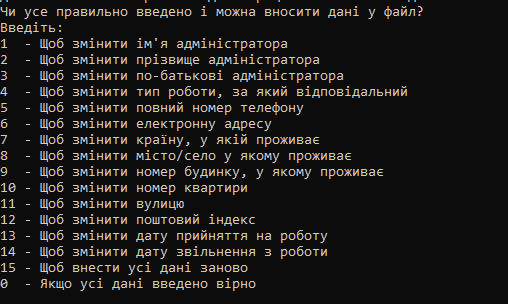 Чи усе правильно введено і можна вносити дані у файл?
Введіть:
1  - Щоб змінити ім'я адміністратора
2  - Щоб змінити прізвище адміністратора
3  - Щоб змінити по-батькові адміністратора
4  - Щоб змінити тип роботи, за який відповідальний
5  - Щоб змінити повний номер телефону
6  - Щоб змінити електронну адресу
7  - Щоб змінити країну, у якій проживає
8  - Щоб змінити місто/село у якому проживає
9  - Щоб змінити номер будинку, у якому проживає
10 - Щоб змінити номер квартири
11 - Щоб змінити вулицю
12 - Щоб змінити поштовий індекс
13 - Щоб змінити дату прийняття на роботу
14 - Щоб змінити дату звільнення з роботи
15 - Щоб внести усі дані заново
0  - Якщо усі дані введено вірно